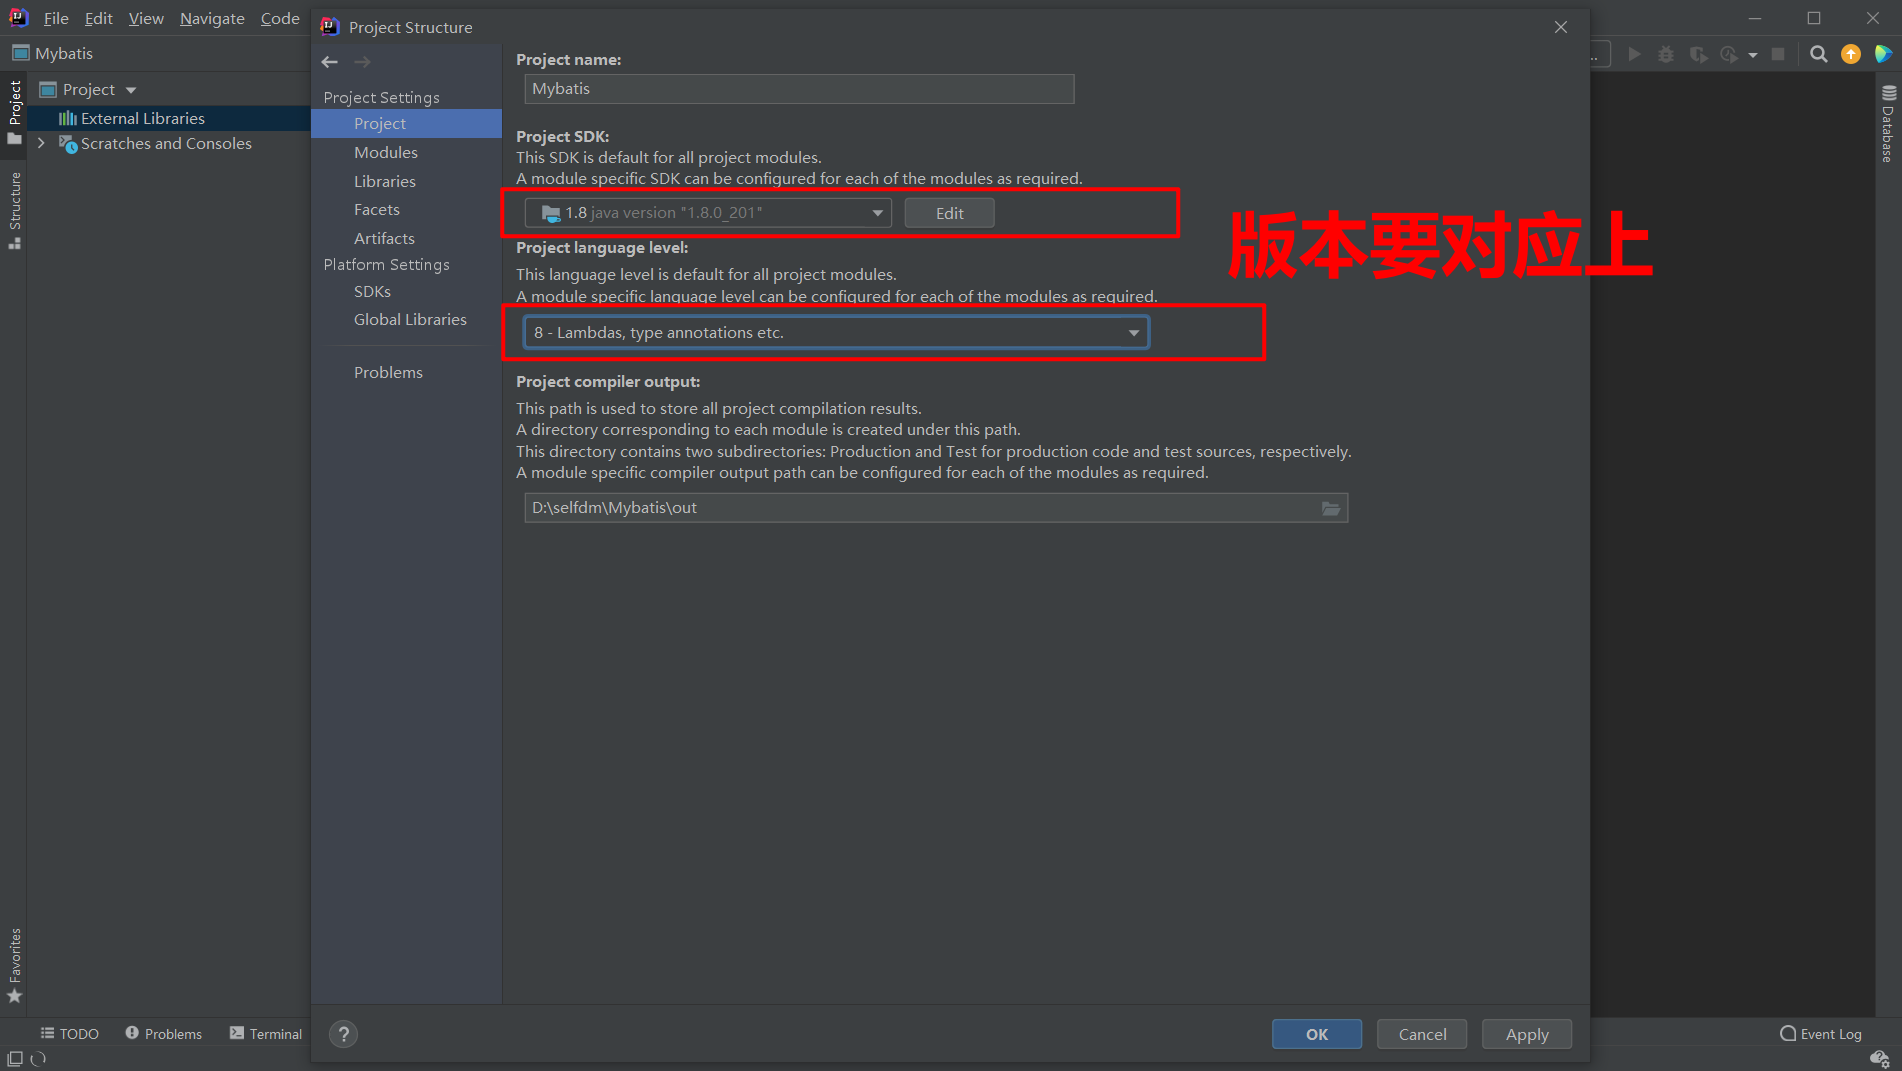 File Edit View Navigate Code
Project Structure
Mybatis
Project
External Libraries
Scratches and Consoles
Project
Structure
Favorites
Project Settings
Project
Modules
Libraries
Facets
Artifacts
Platform Settings
SDKs
Global Libraries
Problems
Project name:
Mybatis
Project SDK:
This SDK is default for all project modules.
A module specific SDK can be configured for each of the modules as required.
1.8 java version "1.8.0_201"
Edit
版本要对应上
Project language level:
This language level is default for all project modules.
A module specific language level can be configured for each of the modules as required.
8 - Lambdas, type annotations etc.
Project compiler output:
This path is used to store all project compilation results.
A directory corresponding to each module is created under this path.
This directory contains two subdirectories: Production and Test for production code and test sources, respectively.
A module specific compiler output path can be configured for each of the modules as required.
D:\selfdm\Mybatis\out
Database
?
OK Cancel Apply
TODO Problems Terminal
Event Log